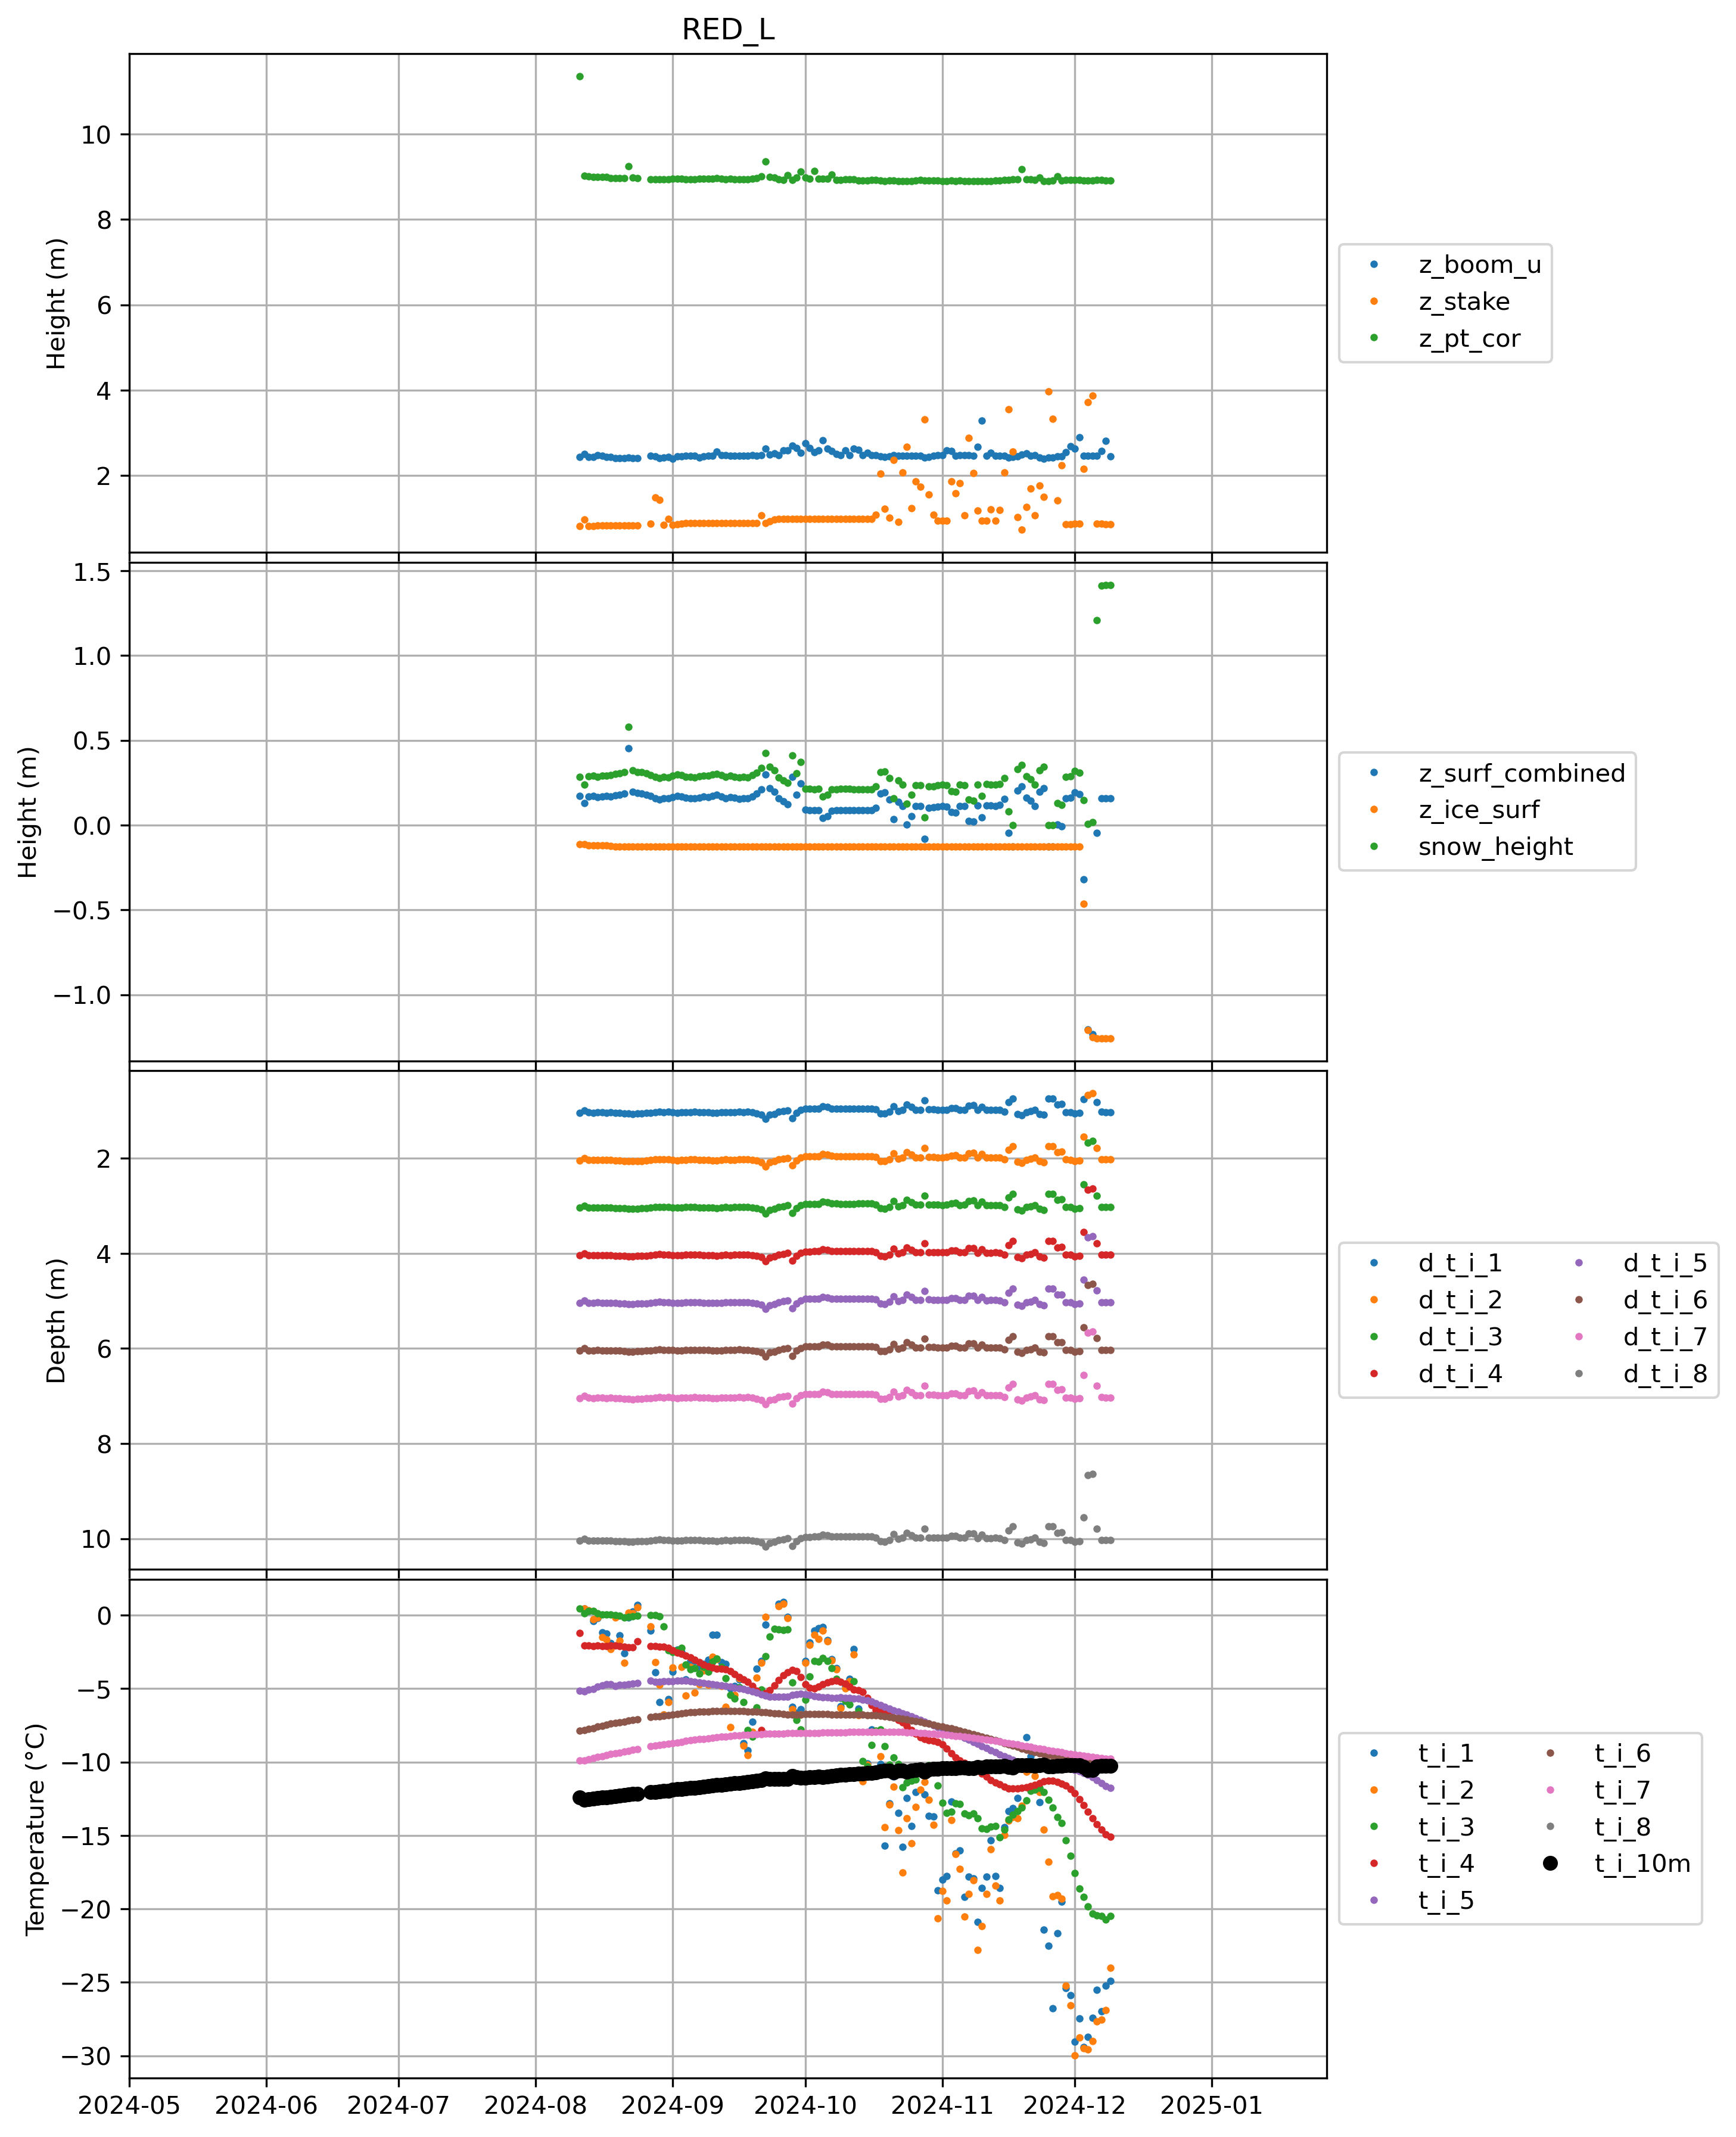 RED_L
10
8
6
4
2
Height (m)
z_boom_u
z_stake
z_pt_cor
1.5
1.0
0.5
0.0
−0.5
−1.0
Height (m)
z_surf_combined
z_ice_surf
snow_height
2
4
6
8
10
Depth (m)
d_t_i_1 d_t_i_5
d_t_i_2 d_t_i_6
d_t_i_3 d_t_i_7
d_t_i_4 d_t_i_8
0
−5
−10
−15
−20
−25
−30
Temperature (°C)
t_i_1 t_i_6
t_i_2 t_i_7
t_i_3 t_i_8
t_i_4 t_i_10m
t_i_5
2024-05 2024-06 2024-07 2024-08 2024-09 2024-10 2024-11 2024-12 2025-01